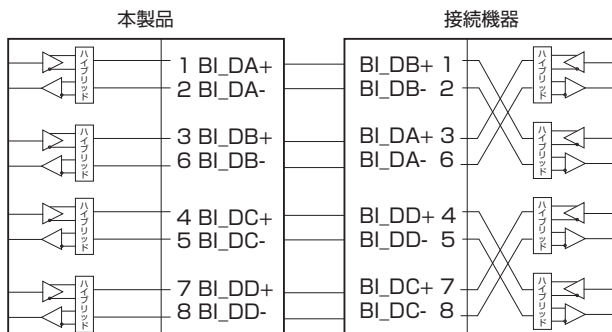 本製品
接続機器
ハイブリッド
1 BI_DA+
2 BI_DA-
ハイブリッド
3 BI_DB+
6 BI_DB-
ハイブリッド
4 BI_DC+
5 BI_DC-
ハイブリッド
7 BI_DD+
8 BI_DD-
BI_DB+ 1
BI_DB- 2
ハイブリッド
BI_DA+ 3
BI_DA- 6
ハイブリッド
BI_DD+ 4
BI_DD- 5
ハイブリッド
BI_DC+ 7
BI_DC- 8
ハイブリッド